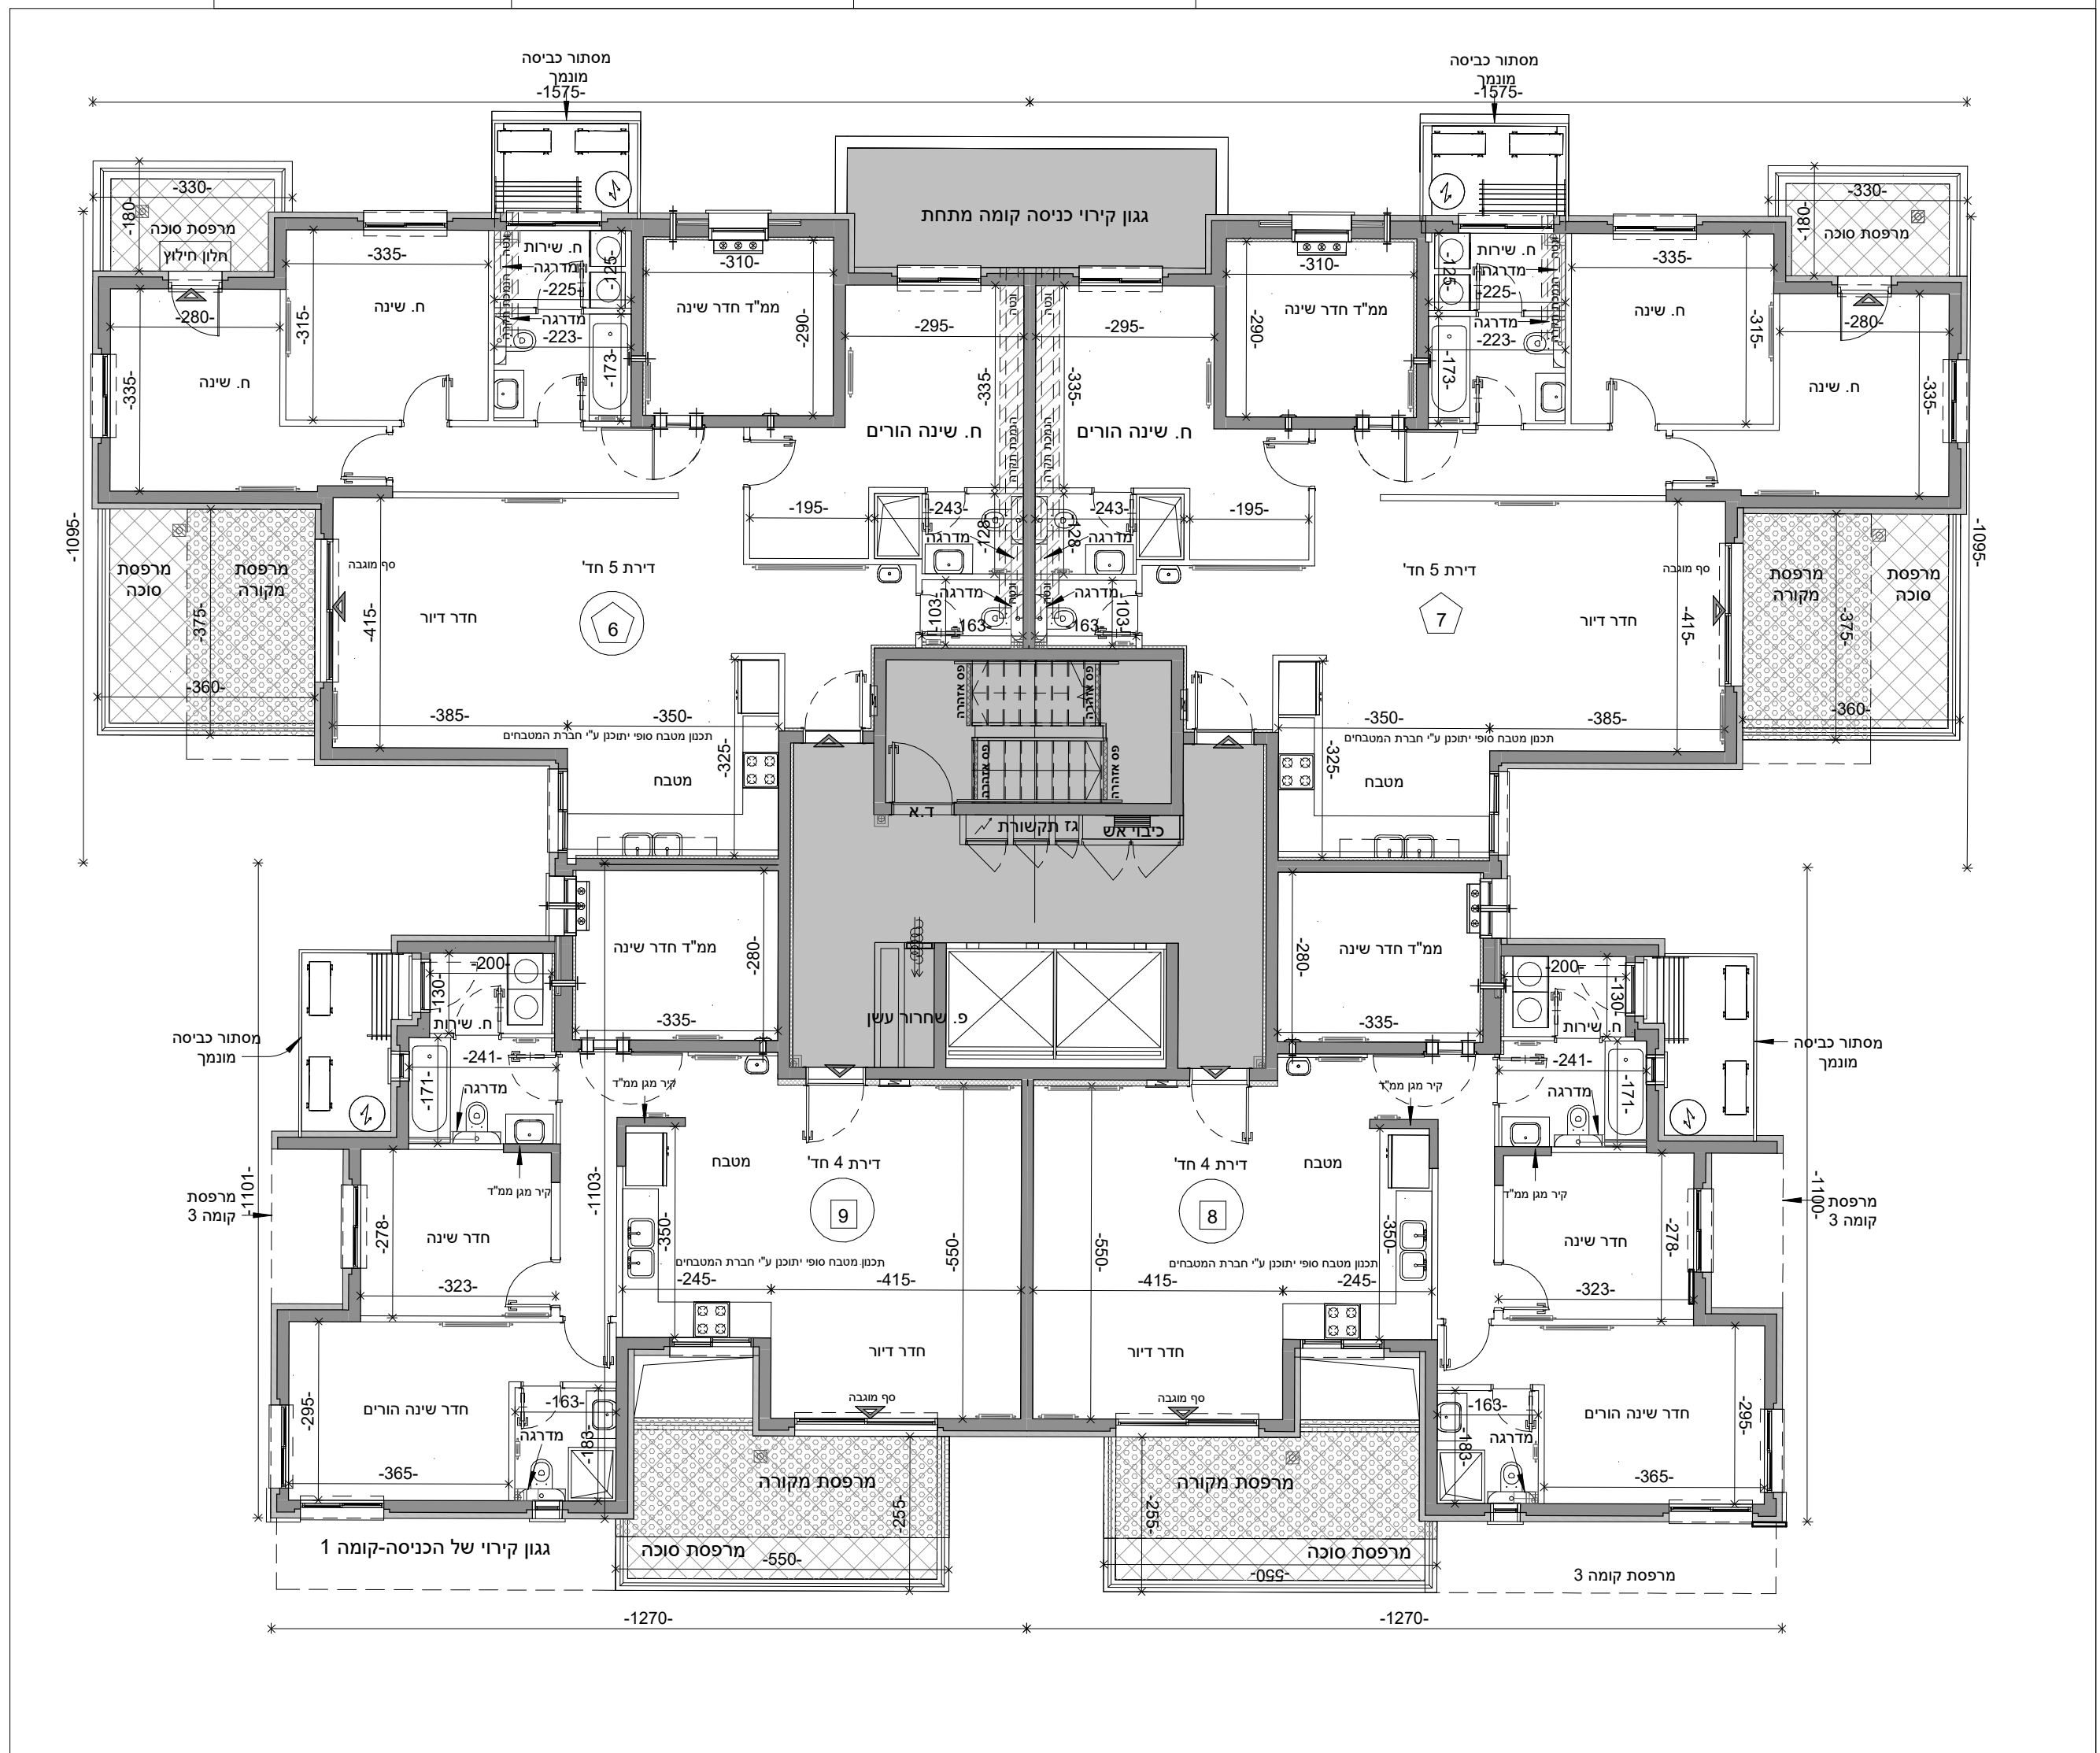 מסתור כביסה
מונמך
-1575-
מסתור כביסה
מונמך
-1575-
-330-
-180-
מרפסת סוכה
חלון חילוץ
גגון קירוי כניסה קומה מתחת
-330-
-180-
מרפסת סוכה
-335-
-315-
ח. שינה
ח. שירות
מדרגה
-125-
-225-
מדרגה
-223-
-173-
-310-
ממ"ד חדר שינה
-290-
-280-
-335-
ח. שינה
-295-
-335-
ח. שינה הורים
הנמכת תקרה
-295-
-335-
ח. שינה הורים
הנמכת תקרה
-310-
ממ"ד חדר שינה
-290-
ח. שירות
מדרגה
-125-
-225-
מדרגה
-223-
-173-
-335-
-315-
ח. שינה
-280-
-335-
ח. שינה
-1095-
-195-
-243-
-128-
מדרגה
מדרגה
-103-
-163-
-243-
-128-
מדרגה
מדרגה
-103-
-163-
-195-
-1095-
מרפסת
סוכה
מרפסת
מקורה
-375-
-360-
סף מוגבה
דירת 5 חד'
חדר דיור
6
-415-
-385-
-350-
תכנון מטבח סופי יתוכנן ע"י חברת המטבחים
-325-
מטבח
דירת 5 חד'
7
חדר דיור
סף מוגבה
-415-
מרפסת
מקורה
מרפסת
סוכה
-375-
-360-
-350-
-385-
תכנון מטבח סופי יתוכנן ע"י חברת המטבחים
-325-
מטבח
פס אזהרה
פס אזהרה
פס אזהרה
פס אזהרה
ד.א
גז תקשורת
כיבוי אש
פ. שחרור עשן
ממ"ד חדר שינה
-280-
-335-
ממ"ד חדר שינה
-280-
-335-
-200-
-130-
ח. שירות
-241-
-171-
מדרגה
מסתור כביסה
מונמך
-200-
-130-
ח. שירות
-241-
-171-
מדרגה
מסתור כביסה
מונמך
קיר מגן ממ"ד
קיר מגן ממ"ד
-1101-
מרפסת
קומה 3
קיר מגן ממ"ד
-278-
חדר שינה
-323-
-1103-
מטבח
דירת 4 חד'
9
-350-
תכנון מטבח סופי יתוכנן ע"י חברת המטבחים
-245-
-415-
-550-
חדר דיור
סף מוגבה
דירת 4 חד'
מטבח
8
-350-
תכנון מטבח סופי יתוכנן ע"י חברת המטבחים
-415-
-245-
-550-
חדר דיור
סף מוגבה
קיר מגן ממ"ד
-278-
חדר שינה
-323-
-1100-
מרפסת
קומה 3
-295-
חדר שינה הורים
-365-
-163-
מדרגה
-183-
מרפסת מקורה
-255-
מרפסת סוכה
-550-
מרפסת מקורה
-255-
מרפסת סוכה
-550-
-163-
מדרגה
-183-
חדר שינה הורים
-295-
-365-
גגון קירוי של הכניסה-קומה 1
מרפסת קומה 3
-1270-
-1270-